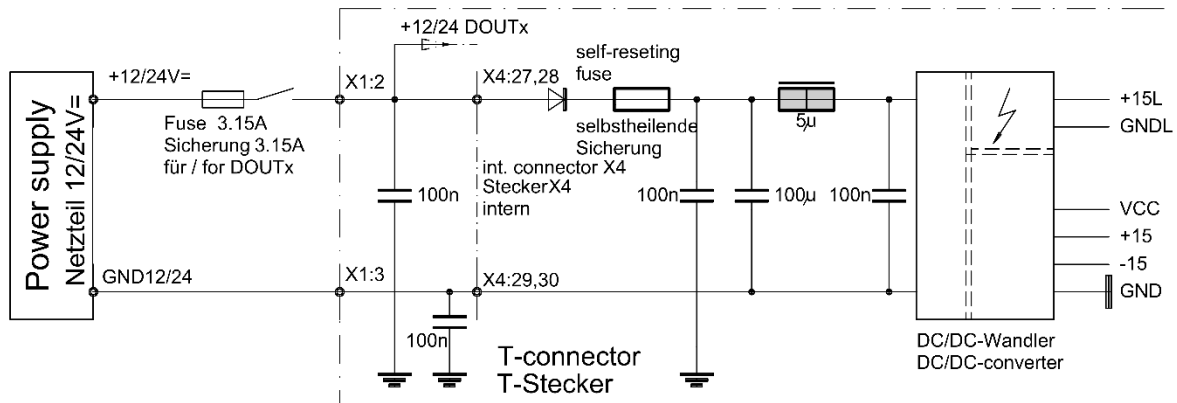 Power supply
Netzteil 12/24V=
+12/24V=
Fuse 3.15A
Sicherung 3.15A
für / for DOUTx
GND12/24
X1:2
X1:3
+12/24 DOUTx
X4:27,28
self-reseting
fuse
selbstheilende
Sicherung
int. connector X4
SteckerX4
intern
X4:29,30
100n
100n
100n
100µ
100n
5µ
T-connector
T-Stecker
DC/DC-Wandler
DC/DC-converter
+15L
GNDL
VCC
+15
-15
GND